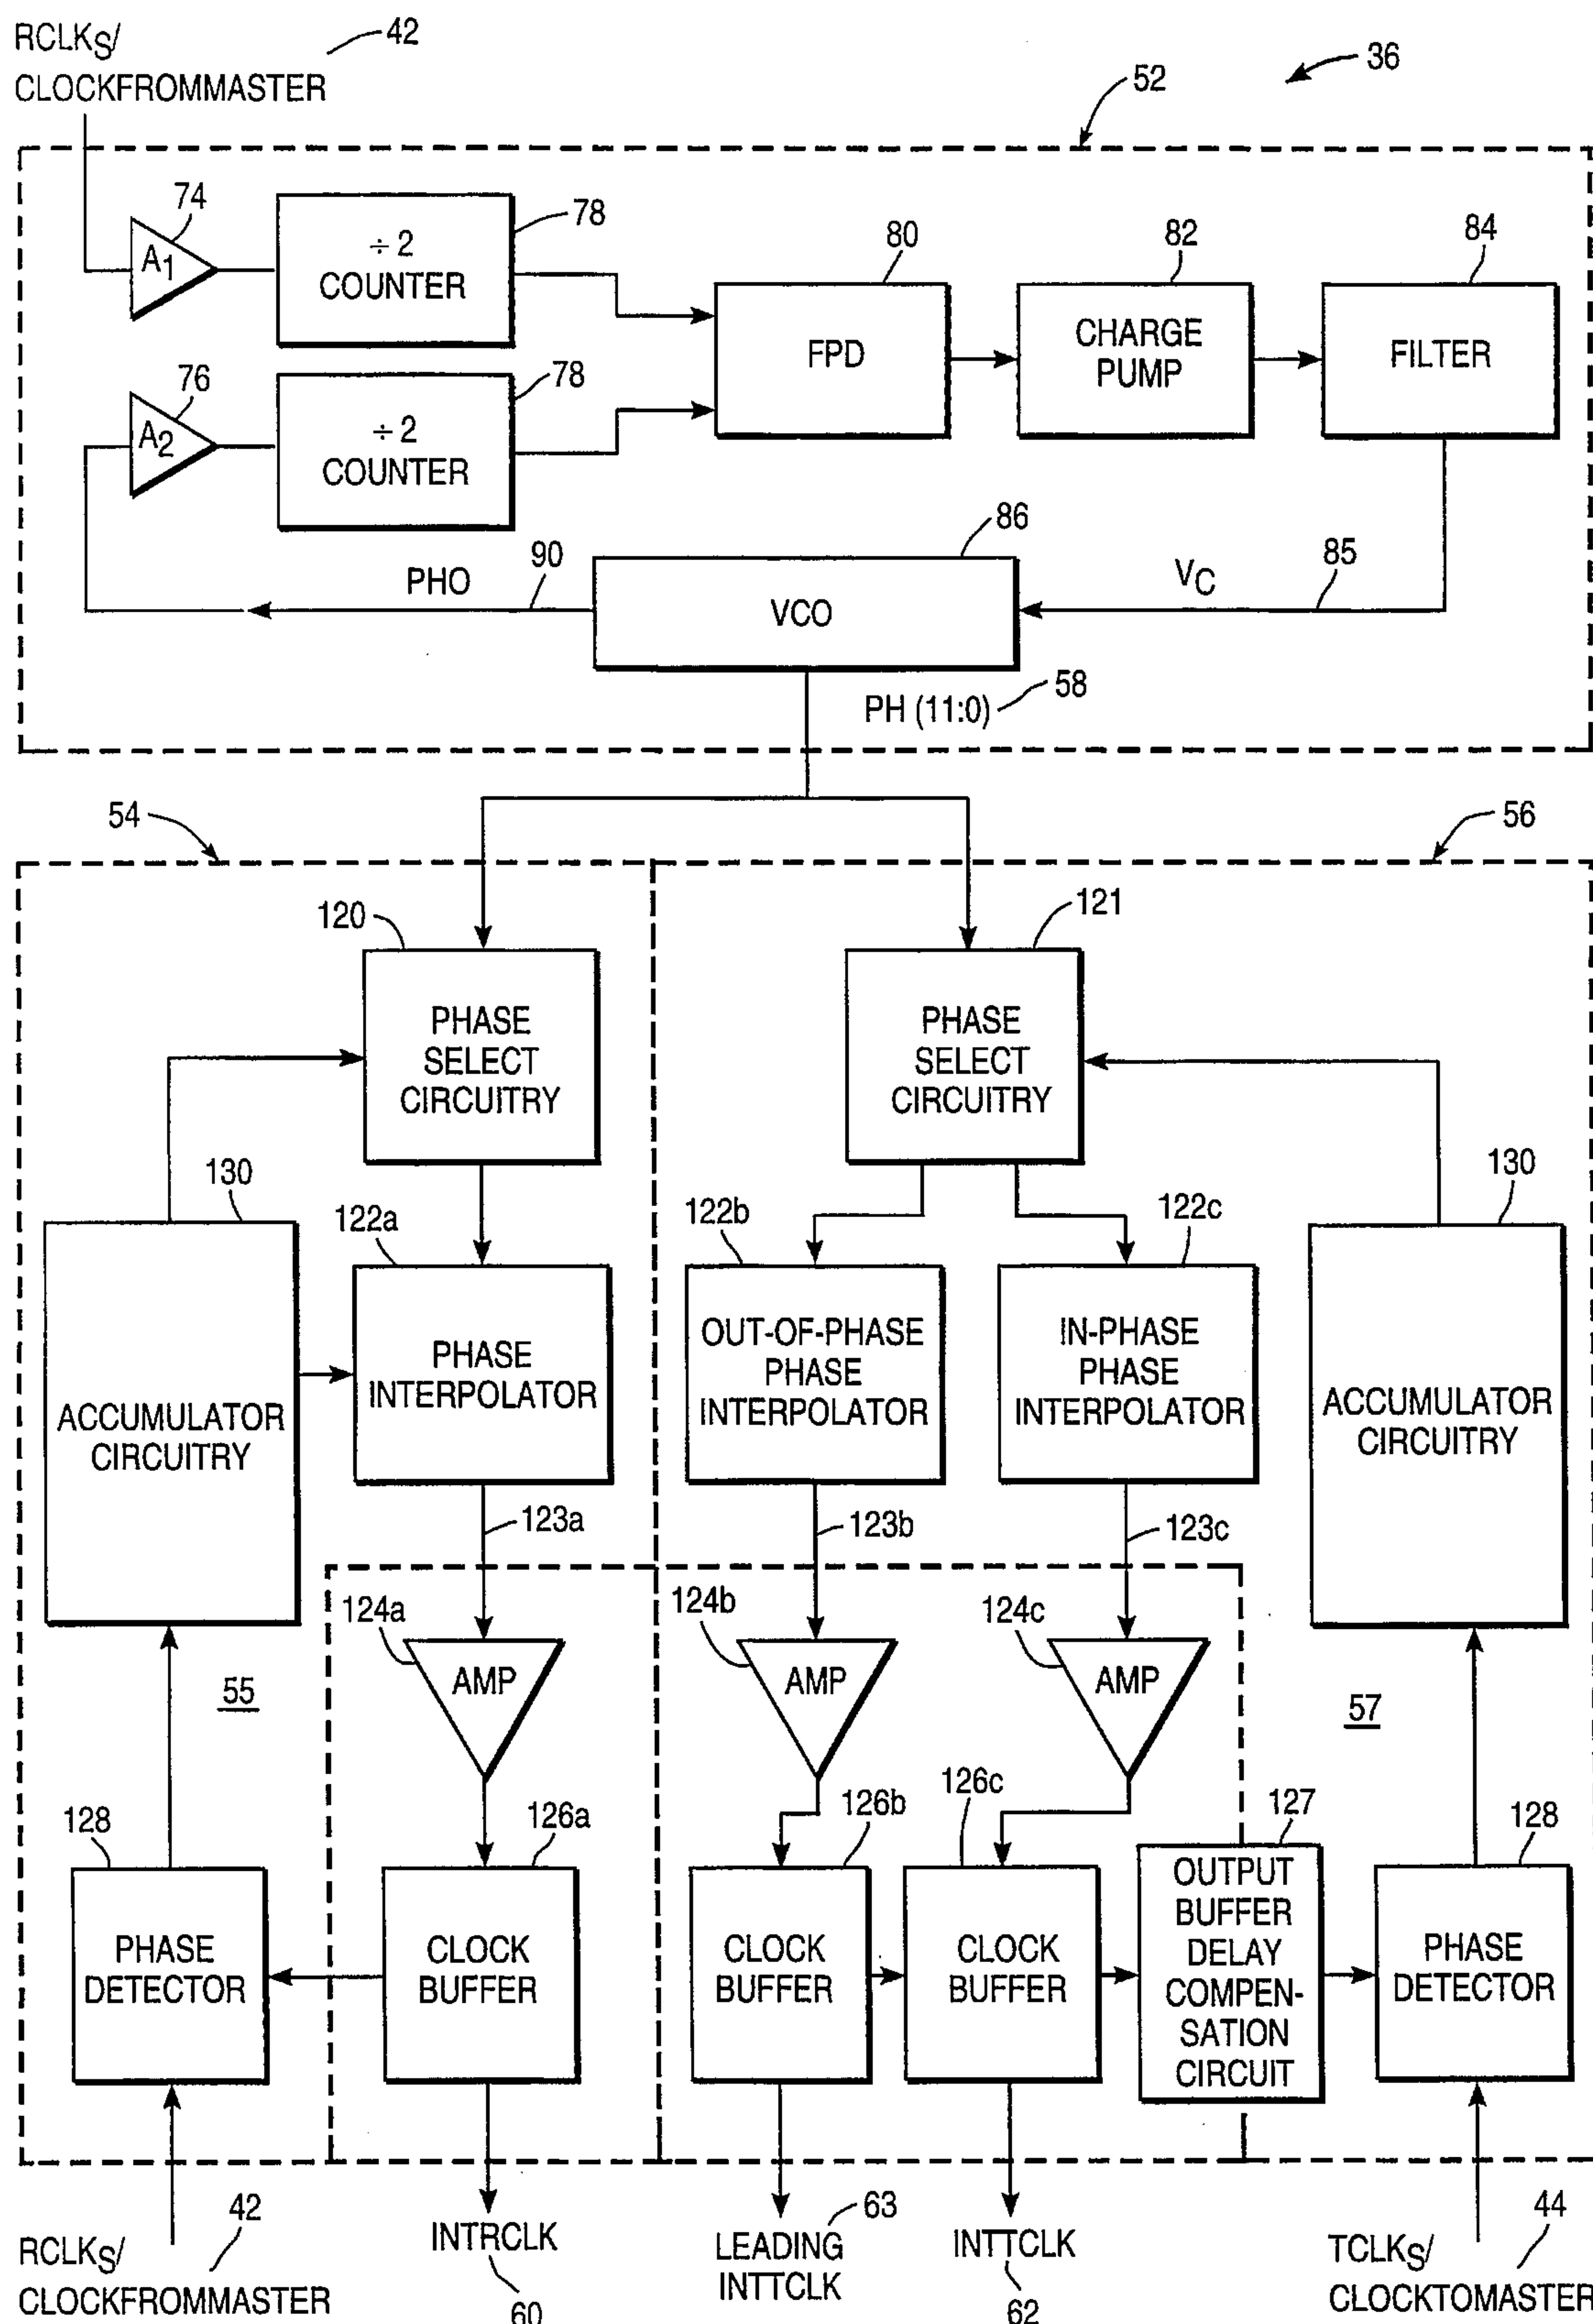 RCLKS/
CLOCKFROMMASTER
42
36
52
74
A1
÷ 2
COUNTER
78
80
FPD
82
CHARGE
PUMP
84
FILTER
76
A2
÷ 2
COUNTER
78
PHO
90
86
VCO
VC
85
PH (11:0)
58
54
56
120
PHASE
SELECT
CIRCUITRY
121
PHASE
SELECT
CIRCUITRY
130
ACCUMULATOR
CIRCUITRY
122a
PHASE
INTERPOLATOR
122b
OUT-OF-PHASE
PHASE
INTERPOLATOR
122c
IN-PHASE
PHASE
INTERPOLATOR
130
ACCUMULATOR
CIRCUITRY
123a
123b
123c
124a
AMP
124b
AMP
124c
AMP
55
57
128
PHASE
DETECTOR
126a
CLOCK
BUFFER
126b
CLOCK
BUFFER
126c
CLOCK
BUFFER
127
OUTPUT
BUFFER
DELAY
COMPEN-
SATION
CIRCUIT
128
PHASE
DETECTOR
RCLKS/
CLOCKFROMMASTER
42
INTRCLK
60
LEADING
INTTCLK
63
INTTCLK
62
TCLKS/
CLOCKTOMASTER
44